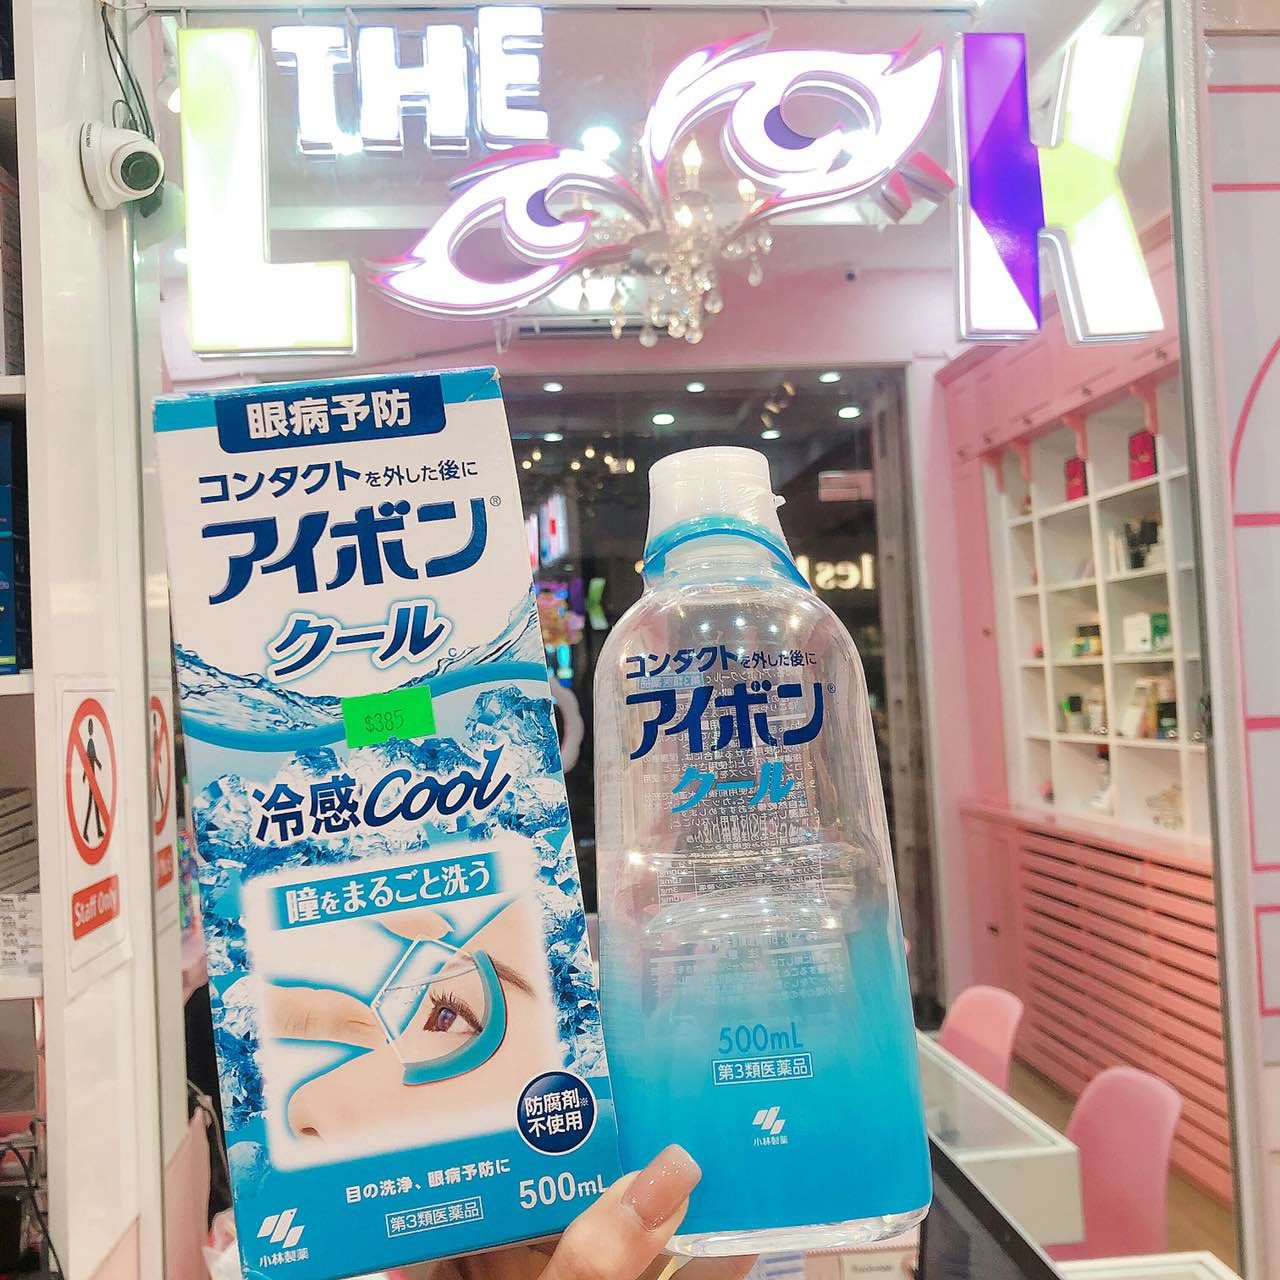 THE
LOOK
眼病予防
コンタクトを外した後に
アイボン®
クール
$385
冷感Cool
瞳をまるごと洗う
防腐剤※
不使用
目の洗浄、眼病予防に
500mL
第3類医薬品
小林製薬
コンタクトを外した後に
アイボン®
クール
500mL
第3類医薬品
小林製薬
Staff Only